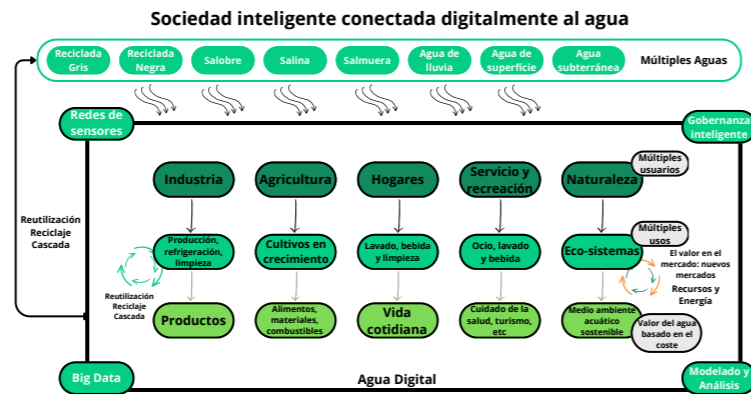 Sociedad inteligente conectada digitalmente al agua
Reciclada
Gris
Reciclada
Negra
Salobre
Salina
Salmuera
Agua de
lluvia
Agua de
superfície
Agua
subterránea
Múltiples Aguas
Redes de
sensores
Gobernanza
inteligente
Industria
Agricultura
Hogares
Servicio y
recreación
Naturaleza
Múltiples
usuarios
Reutilización
Reciclaje
Cascada
Producción,
refrigeración,
limpieza
Cultivos en
crecimiento
Lavado, bebida
y limpieza
Ocio, lavado
y bebida
Eco-sistemas
Múltiples
usos
El valor en el
mercado: nuevos
mercados
Recursos y
Energía
Reutilización
Reciclaje
Cascada
Productos
Alimentos,
materiales,
combustibles
Vida
cotidiana
Cuidado de la
salud, turismo,
etc
Medio ambiente
acuático
sostenible
Valor del agua
basado en el
coste
Big Data
Agua Digital
Modelado y
Análisis